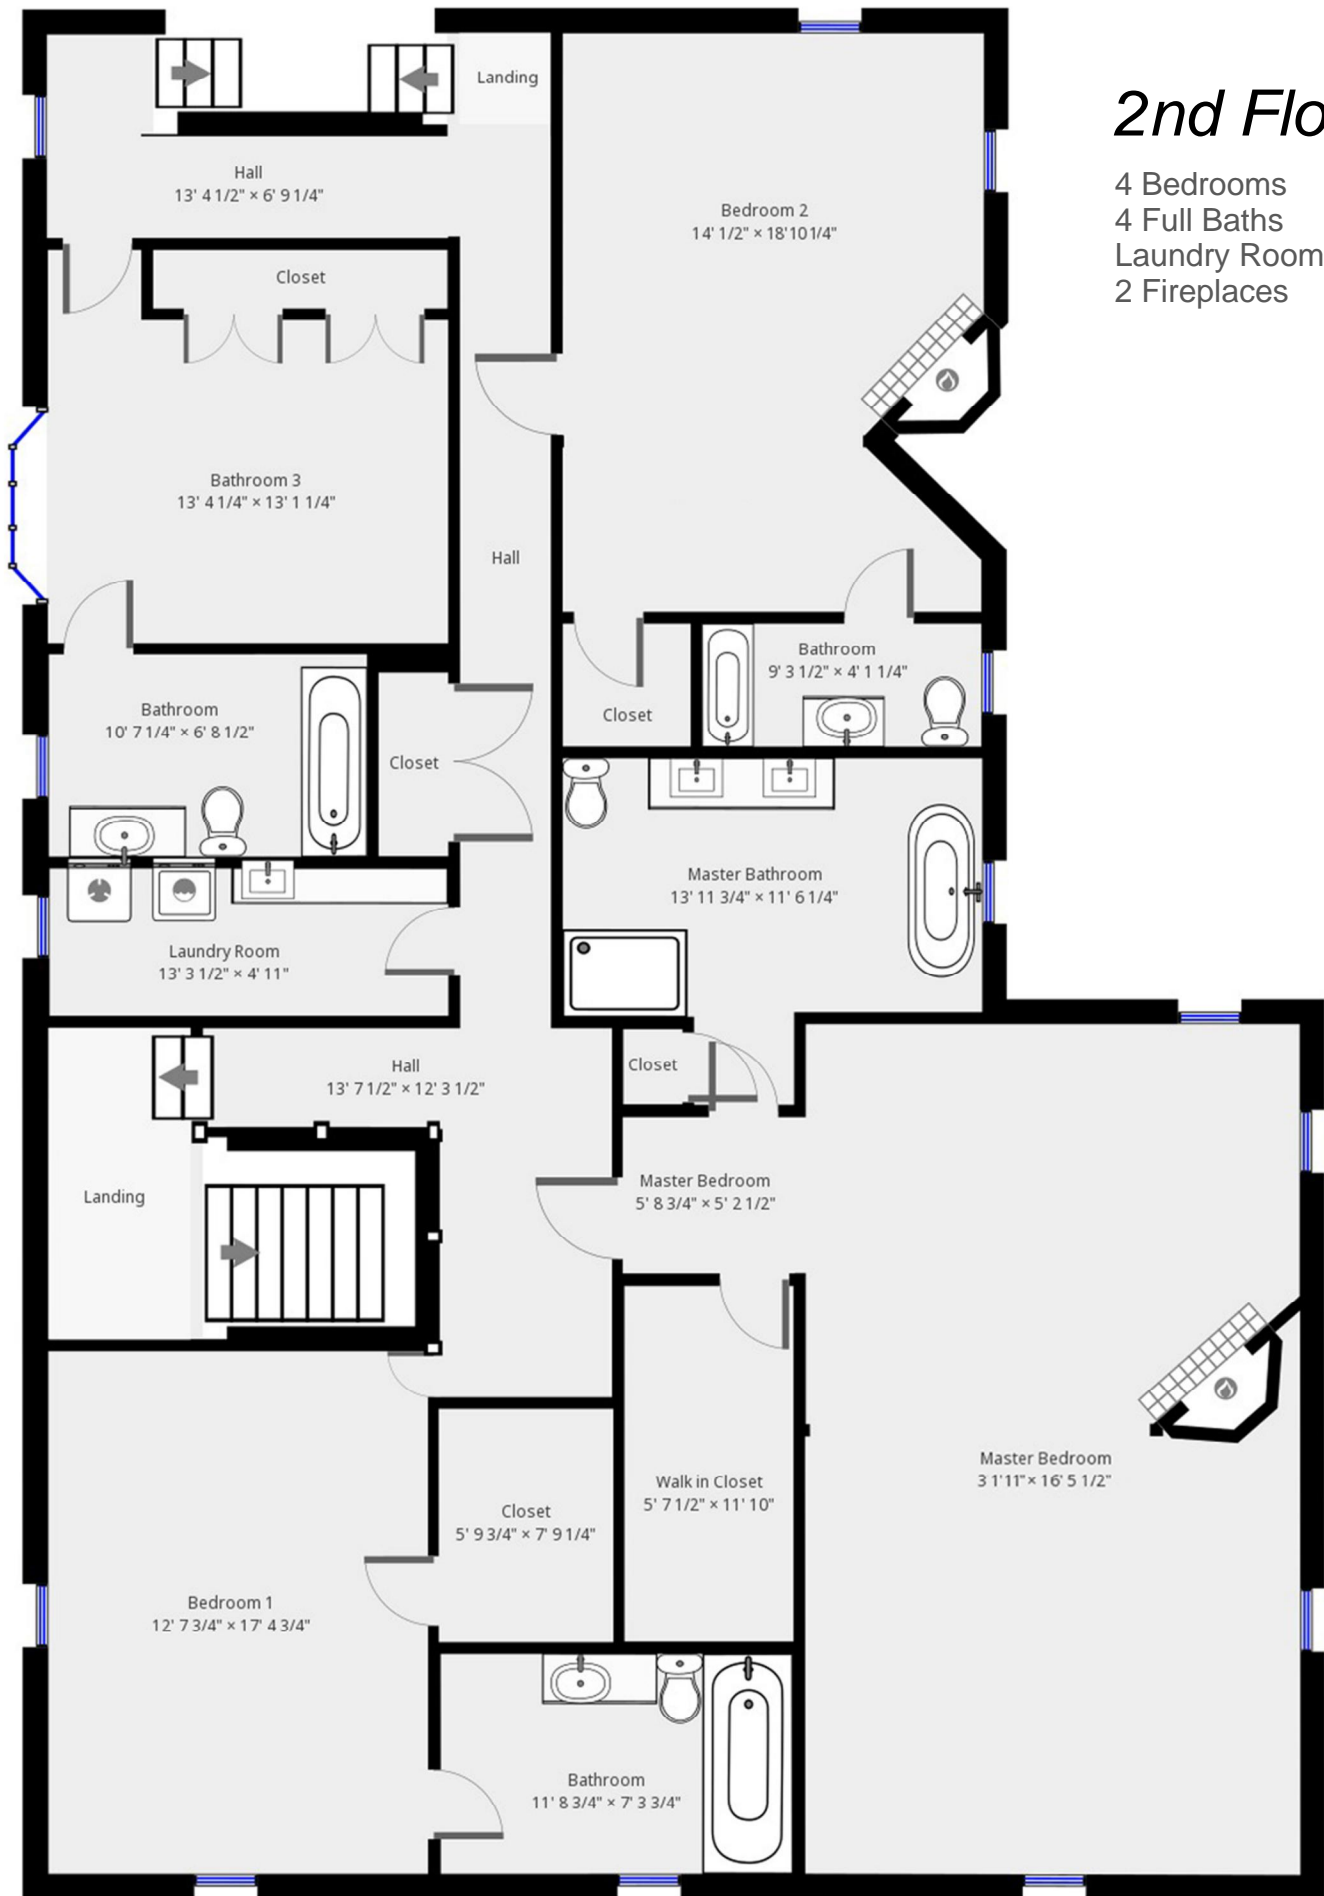 2nd Flo
4 Bedrooms
4 Full Baths
Laundry Room
2 Fireplaces
Landing
Hall
13' 4 1/2" × 6' 9 1/4"
Bedroom 2
14' 1/2" × 18'10 1/4"
Closet
Bathroom 3
13' 4 1/4" × 13' 1 1/4"
Hall
Bathroom
9' 3 1/2" × 4' 1 1/4"
Closet
Bathroom
10' 7 1/4" × 6' 8 1/2"
Closet
Master Bathroom
13' 11 3/4" × 11' 6 1/4"
Laundry Room
13' 3 1/2" × 4' 11"
Hall
13' 7 1/2" × 12' 3 1/2"
Closet
Landing
Master Bedroom
5' 8 3/4" × 5' 2 1/2"
Master Bedroom
3 1'11" × 16' 5 1/2"
Walk in Closet
5' 7 1/2" × 11' 10"
Closet
5' 9 3/4" × 7' 9 1/4"
Bedroom 1
12' 7 3/4" × 17' 4 3/4"
Bathroom
11' 8 3/4" × 7' 3 3/4"